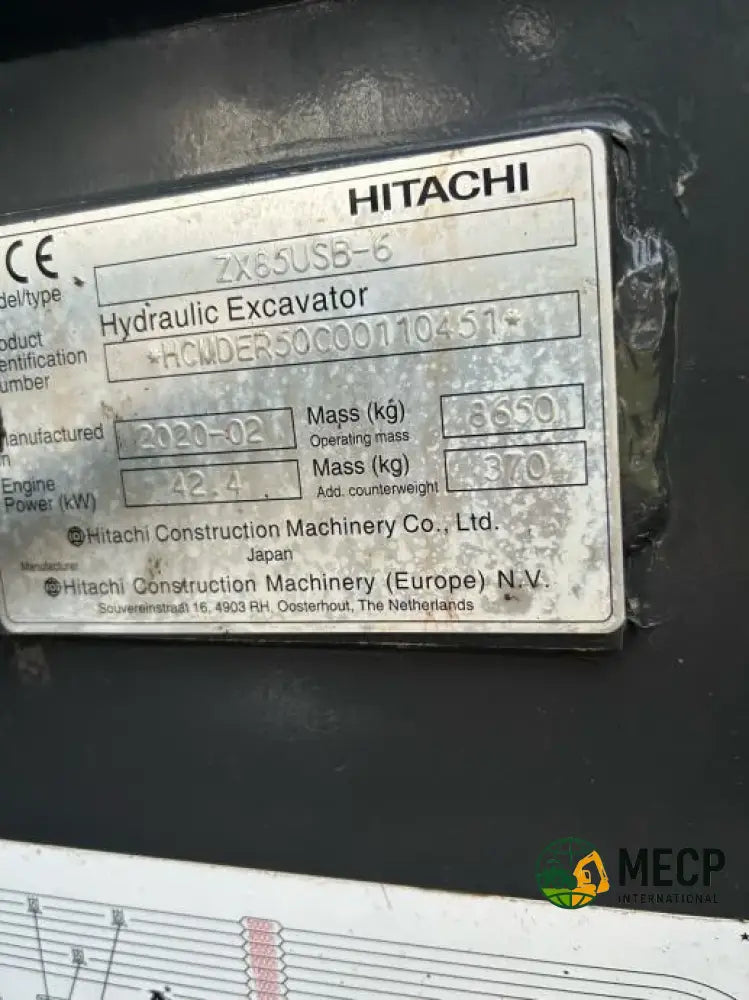 HITACHI
CE
del/type
ZX85USB-6
Hydraulic Excavator
oduct
entification
umber
*HCMDER50C00110451*
anufactured
n
2020-02
Mass (kg)
Operating mass
8650
Engine
Power (kW)
42.4
Mass (kg)
Add. counterweight
370
Hitachi Construction Machinery Co., Ltd.
Japan
Manufacturer
Hitachi Construction Machinery (Europe) N.V.
Souvereinstraat 16, 4903 RH, Oosterhout, The Netherlands
MECP
INTERNATIONAL